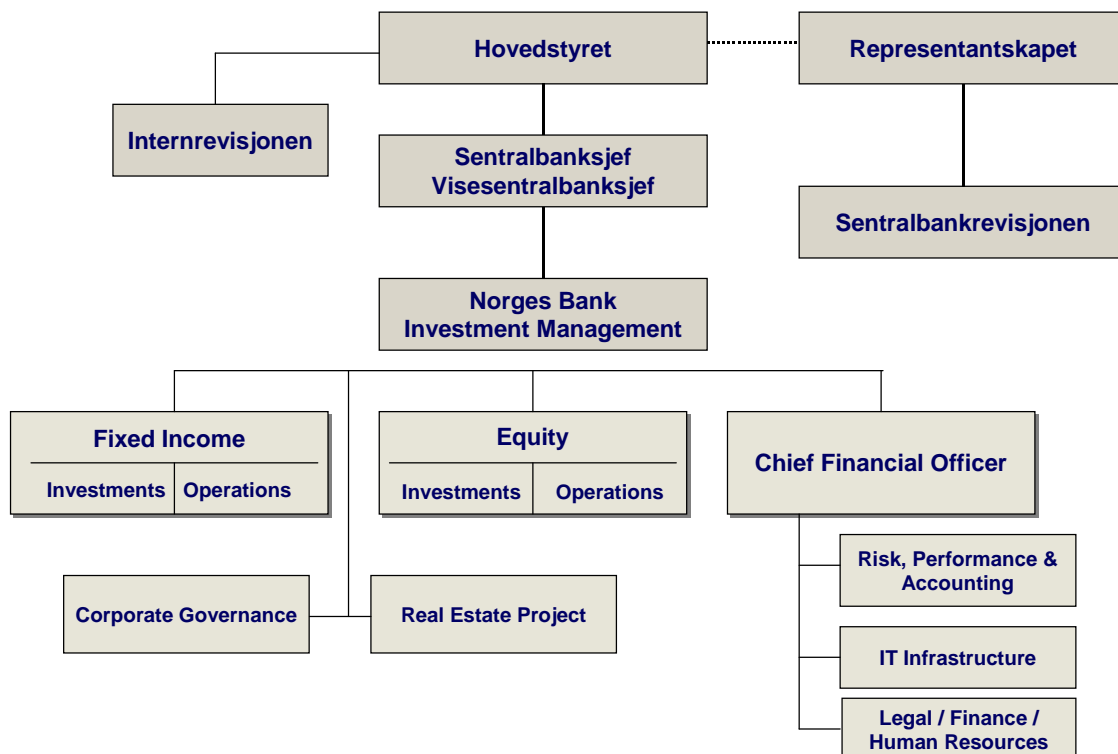 Hovedstyret
Representantskapet
Internrevisjonen
Sentralbanksjef
Visesentralbanksjef
Sentralbankrevisjonen
Norges Bank
Investment Management
Fixed Income
Investments
Operations
Equity
Investments
Operations
Chief Financial Officer
Corporate Governance
Real Estate Project
Risk, Performance &
Accounting
IT Infrastructure
Legal / Finance /
Human Resources